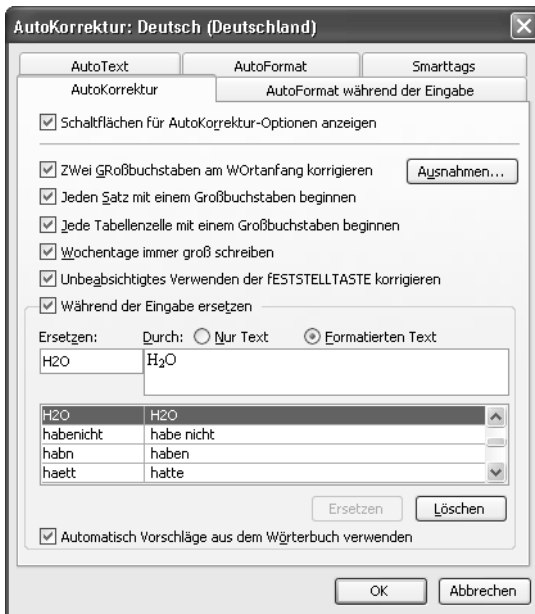 AutoKorrektur: Deutsch (Deutschland)
AutoText AutoFormat Smarttags
AutoKorrektur AutoFormat während der Eingabe
Schaltflächen für AutoKorrektur-Optionen anzeigen
ZWei GRoßbuchstaben am WOrtanfang korrigieren Ausnahmen...
Jeden Satz mit einem Großbuchstaben beginnen
Jede Tabellenzelle mit einem Großbuchstaben beginnen
Wochentage immer groß schreiben
Unbeabsichtigtes Verwenden der fESTSTELLTASTE korrigieren
Während der Eingabe ersetzen
Ersetzen: Durch: Nur Text Formatierten Text
H2O H₂O
H2O H2O
habenicht habe nicht
habn haben
haett hatte
Ersetzen Löschen
Automatisch Vorschläge aus dem Wörterbuch verwenden
OK Abbrechen